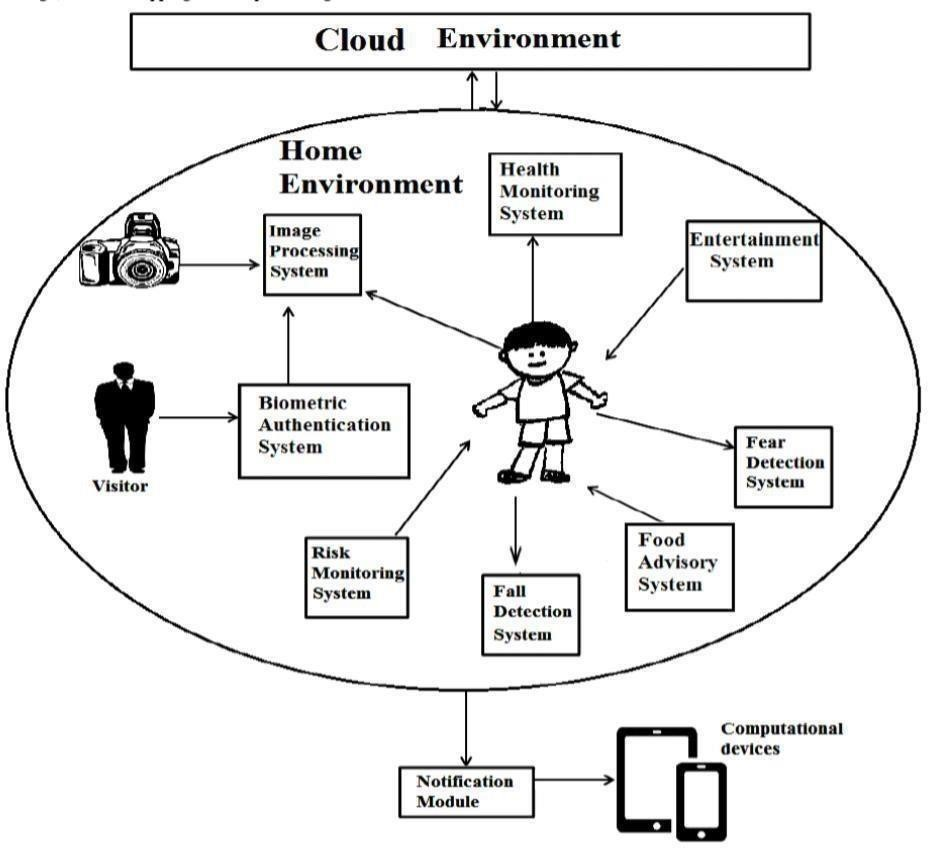 Cloud Environment
Home
Environment
Health
Monitoring
System
Image
Processing
System
Entertainment
System
Biometric
Authentication
System
Visitor
Fear
Detection
System
Risk
Monitoring
System
Food
Advisory
System
Fall
Detection
System
Computational
devices
Notification
Module